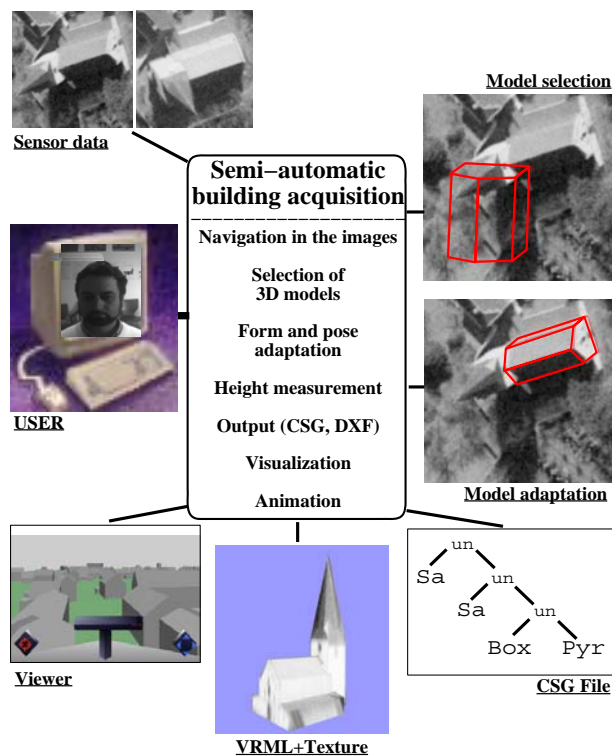 Model selection
Sensor data
Semi−automatic
building acquisition
Navigation in the images
Selection of
3D models
Form and pose
adaptation
Height measurement
Output (CSG, DXF)
Visualization
Animation
USER
Model adaptation
Viewer
VRML+Texture
un
Sa
un
Sa
un
Box Pyr
CSG File